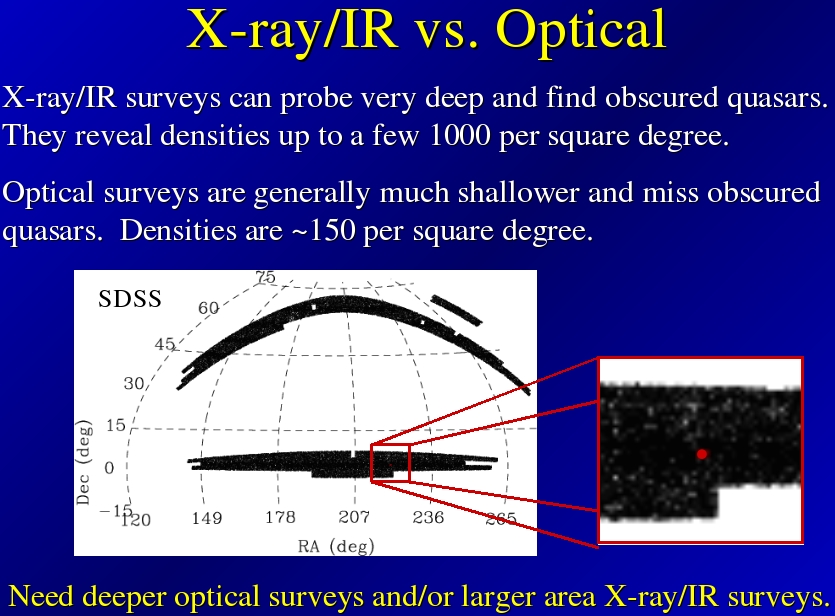 X-ray/IR vs. Optical
X-ray/IR surveys can probe very deep and find obscured quasars.
They reveal densities up to a few 1000 per square degree.
Optical surveys are generally much shallower and miss obscured
quasars.  Densities are ~150 per square degree.
SDSS
75
60
45
30
15
0
−15
Dec (deg)
120 149 178 207 236 265
RA (deg)
Need deeper optical surveys and/or larger area X-ray/IR surveys.